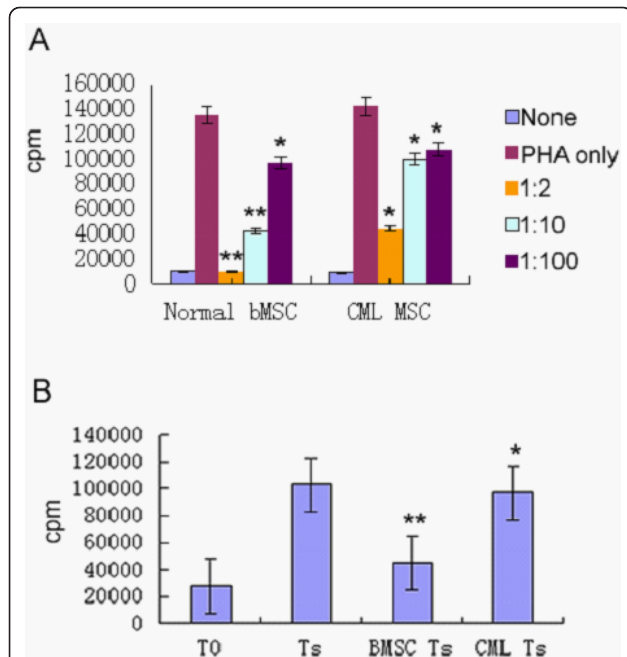 A
160000
140000
120000
100000
80000
60000
40000
20000
0
cpm
**
**
*
*
*
*
Normal bMSC
CML MSC
None
PHA only
1:2
1:10
1:100
B
140000
120000
100000
80000
60000
40000
20000
0
cpm
**
*
T0
Ts
BMSC Ts
CML Ts